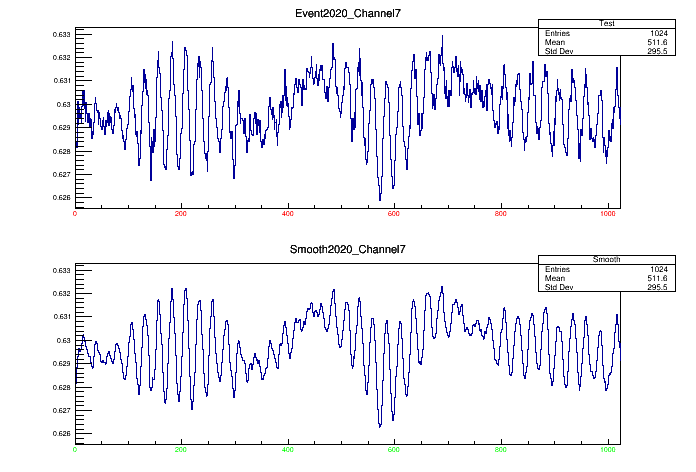 Event2020_Channel7
Test
Entries 1024
Mean 511.6
Std Dev 295.5
0.633
0.632
0.631
0.63
0.629
0.628
0.627
0.626
0 200 400 600 800 1000
Smooth2020_Channel7
Smooth
Entries 1024
Mean 511.6
Std Dev 295.5
0.633
0.632
0.631
0.63
0.629
0.628
0.627
0.626
0 200 400 600 800 1000